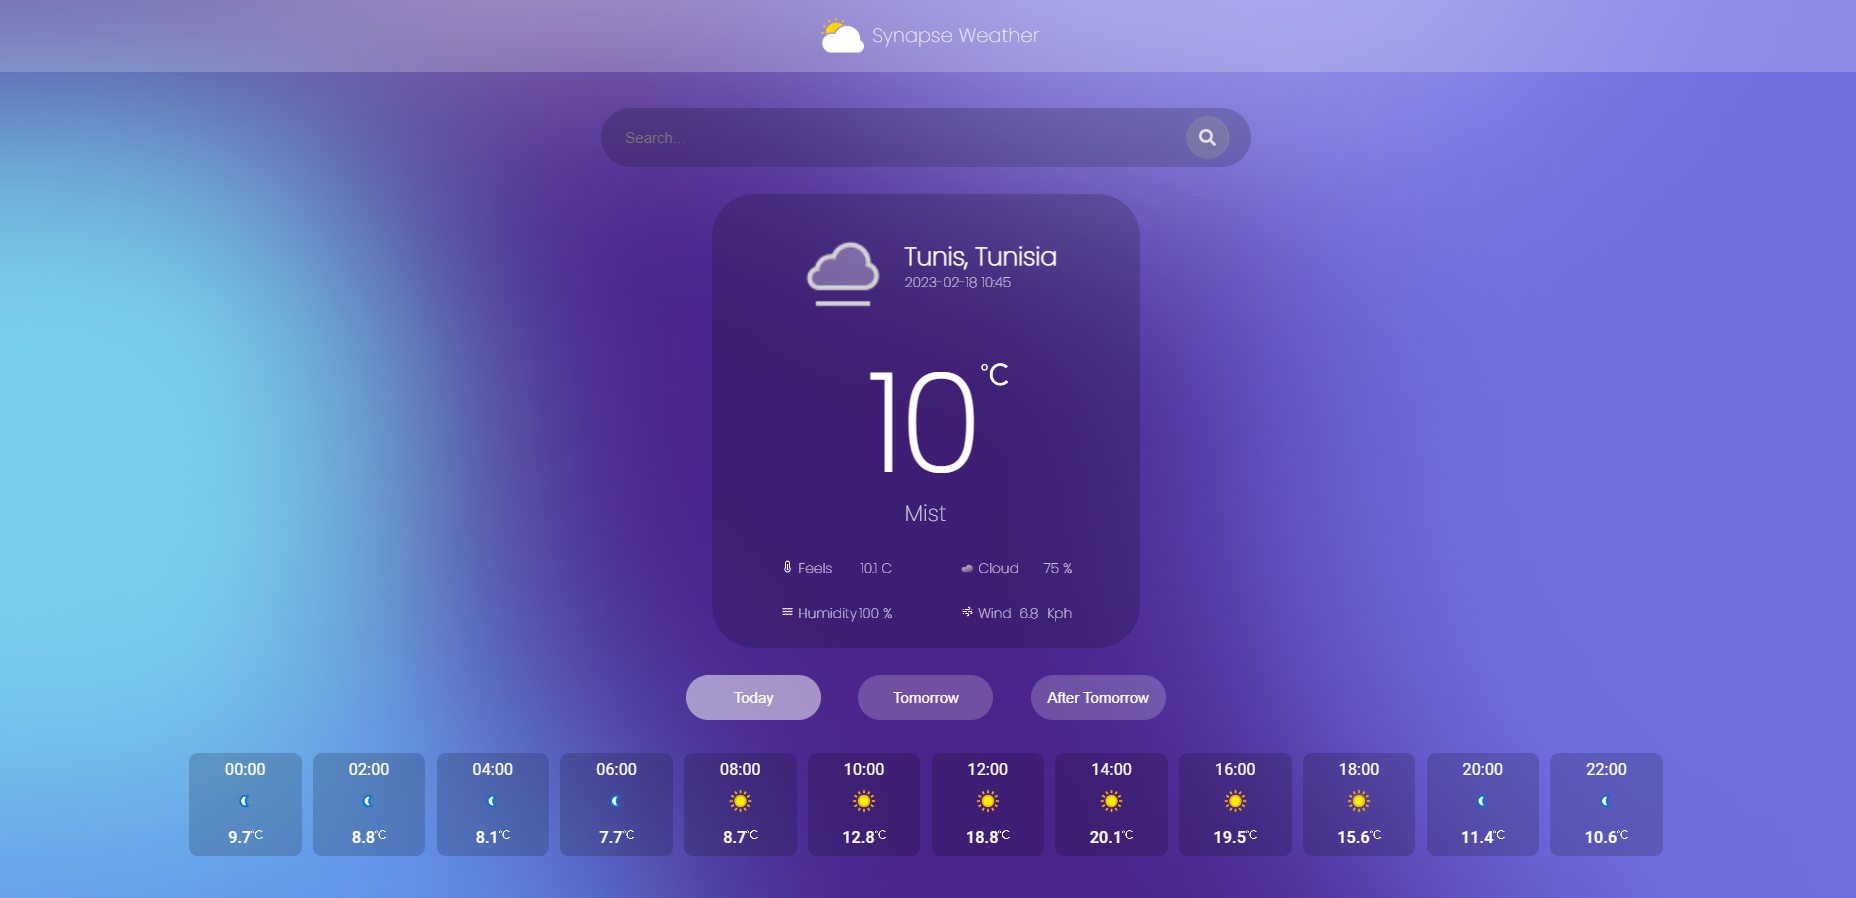 Synapse Weather
Search...
Tunis, Tunisia
2023-02-18 10:45
10 °C
Mist
Feels 10.1 C Cloud 75 %
Humidity 100 % Wind 6.8 Kph
Today Tomorrow After Tomorrow
00:00 02:00 04:00 06:00 08:00 10:00 12:00 14:00 16:00 18:00 20:00 22:00
9.7°C 8.8°C 8.1°C 7.7°C 8.7°C 12.8°C 18.8°C 20.1°C 19.5°C 15.6°C 11.4°C 10.6°C